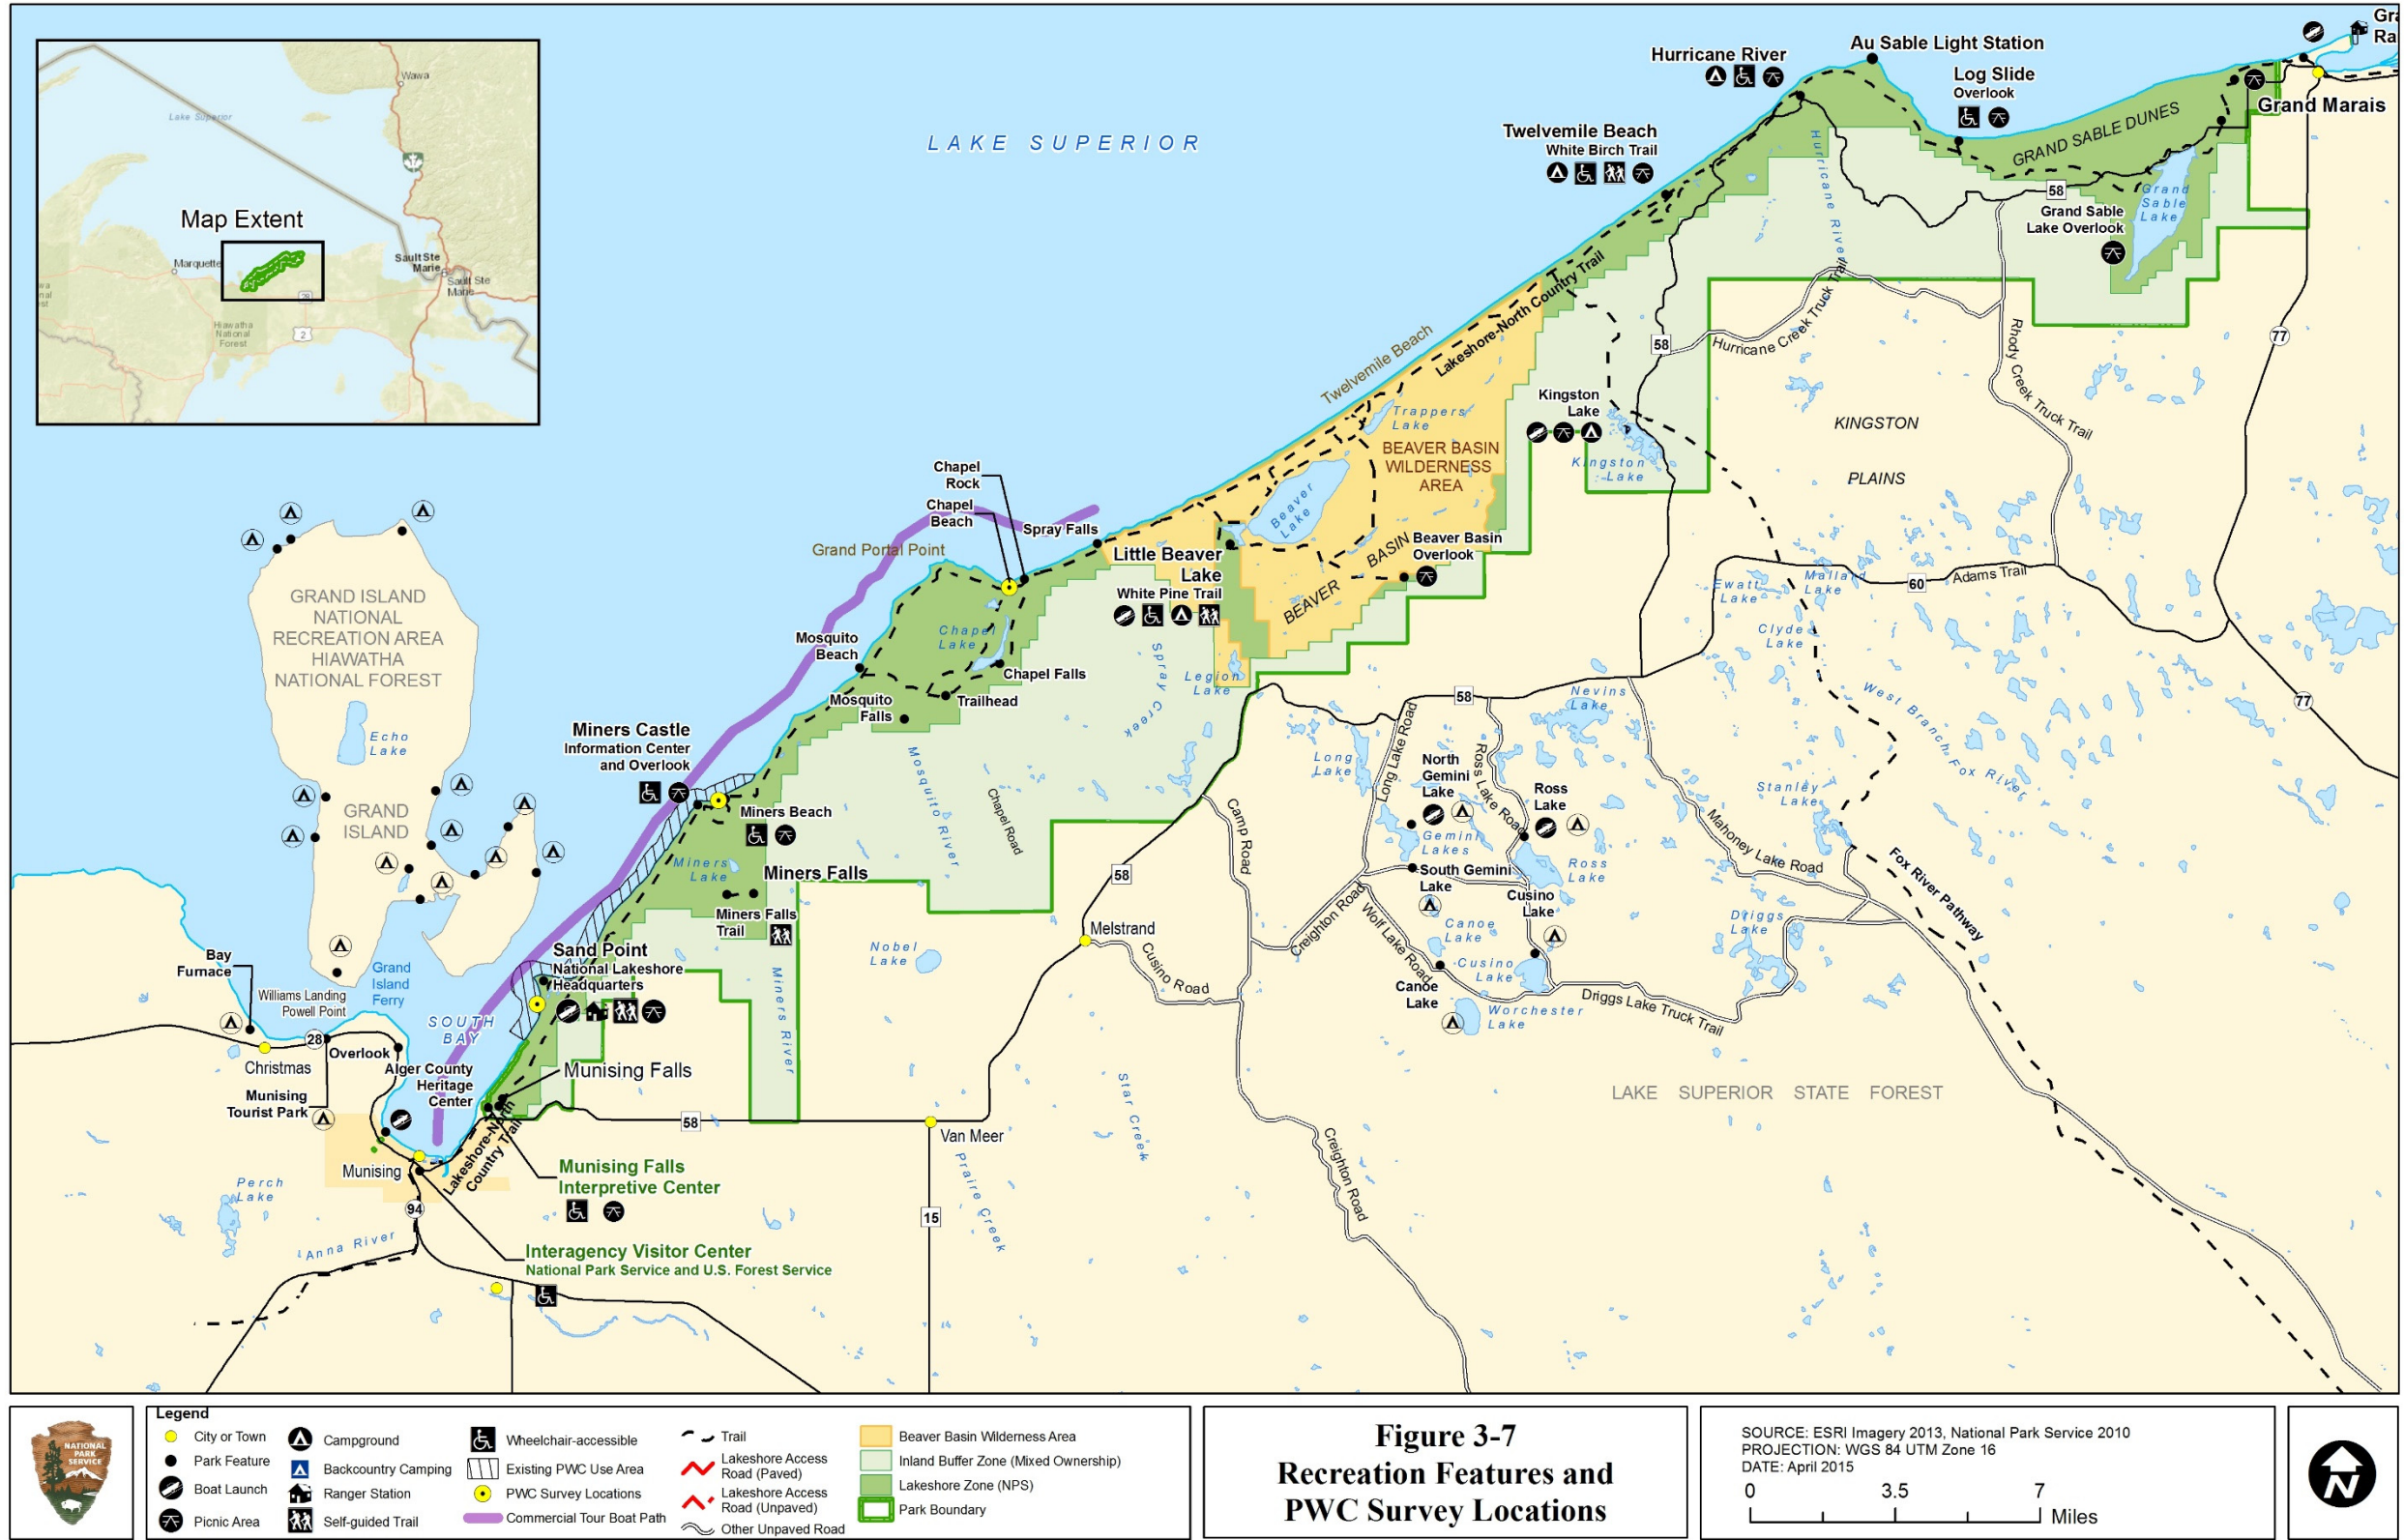 Wawa
Lake Superior
Map Extent
Marquette
Sault Ste
Marie
Sault Ste
Marie
28
Hiawatha
National
Forest
2
LAKE SUPERIOR
Hurricane River
Au Sable Light Station
Log Slide
Overlook
Grand Marais
GRAND SABLE DUNES
Twelvemile Beach
White Birch Trail
Hurricane River
58
Grand
Sable
Lake
Grand Sable
Lake Overlook
Lakeshore-North Country Trail
Twelvemile Beach
58
Hurricane Creek Truck Trail
Rhody Creek Truck Trail
77
Trappers
Lake
Kingston
Lake
BEAVER BASIN
WILDERNESS
AREA
Kingston
Lake
KINGSTON
PLAINS
Chapel
Rock
Chapel
Beach
Spray Falls
Grand Portal Point
Beaver
Lake
Little Beaver
Lake
White Pine Trail
BEAVER BASIN
Beaver Basin
Overlook
Ewatt
Lake
Malland
Lake
60
Adams Trail
Clyde
Lake
GRAND ISLAND
NATIONAL
RECREATION AREA
HIAWATHA
NATIONAL FOREST
Echo
Lake
GRAND
ISLAND
Mosquito
Beach
Chapel
Lake
Chapel Falls
Trailhead
Mosquito
Falls
Spray Creek
Legion
Lake
58
Nevins
Lake
West Branch Fox River
77
Miners Castle
Information Center
and Overlook
Miners Beach
Mosquito River
Chapel Road
Long
Lake
Long Lake Road
North
Gemini
Lake
Ross Lake Road
Ross
Lake
Gemini
Lakes
Stanley
Lake
Miners
Lake
Miners Falls
Miners Falls
Trail
58
Camp Road
South Gemini
Lake
Ross
Lake
Mahoney Lake Road
Fox River Pathway
Cusino
Lake
Creighton Road
Wolf Lake Road
Canoe
Lake
Driggs
Lake
Melstrand
Cusino Road
Nobel
Lake
Miners River
Cusino
Lake
Canoe
Lake
Worchester
Lake
Driggs Lake Truck Trail
Sand Point
National Lakeshore
Headquarters
Bay
Furnace
Grand
Island
Ferry
Williams Landing
Powell Point
SOUTH
BAY
28
Overlook
Christmas
Alger County
Heritage
Center
Munising
Tourist Park
Munising Falls
Star Creek
LAKE SUPERIOR STATE FOREST
58
Van Meer
Munising
Lakeshore-North
Country Trail
Munising Falls
Interpretive Center
Prairie Creek
Creighton Road
Perch
Lake
94
15
Anna River
Interagency Visitor Center
National Park Service and U.S. Forest Service
NATIONAL
PARK
SERVICE
Legend
City or Town
Park Feature
Boat Launch
Picnic Area
Campground
Backcountry Camping
Ranger Station
Self-guided Trail
Wheelchair-accessible
Existing PWC Use Area
PWC Survey Locations
Commercial Tour Boat Path
Trail
Lakeshore Access
Road (Paved)
Lakeshore Access
Road (Unpaved)
Other Unpaved Road
Beaver Basin Wilderness Area
Inland Buffer Zone (Mixed Ownership)
Lakeshore Zone (NPS)
Park Boundary
Figure 3-7
Recreation Features and
PWC Survey Locations
SOURCE: ESRI Imagery 2013, National Park Service 2010
PROJECTION: WGS 84 UTM Zone 16
DATE: April 2015
0 3.5 7
Miles
N